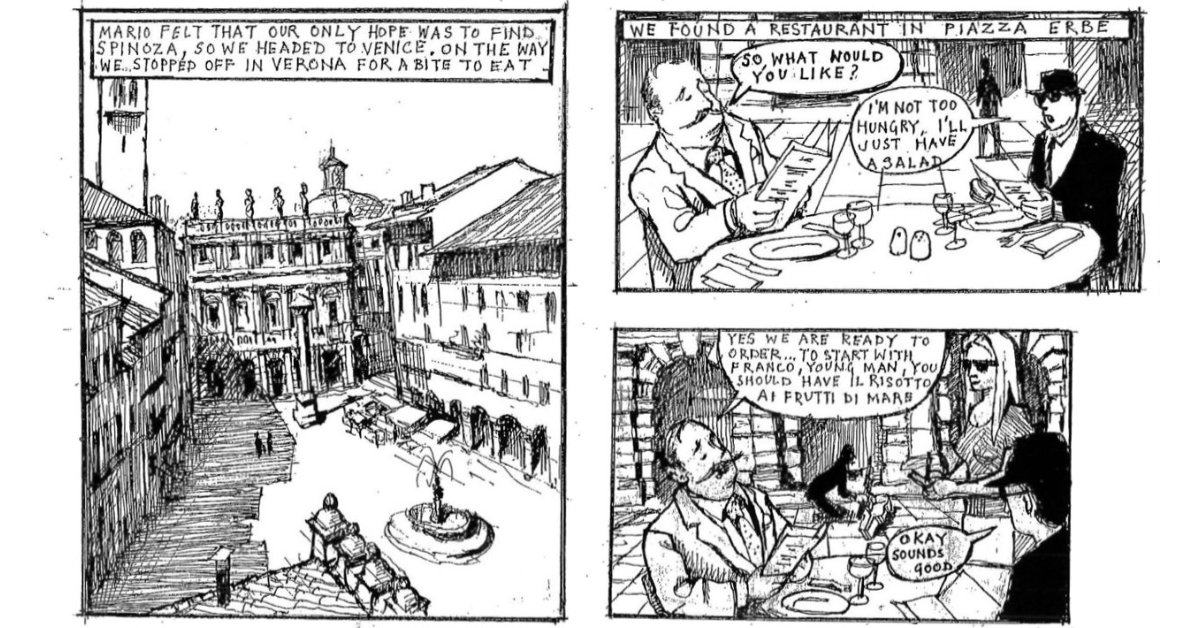 MARIO FELT THAT OUR ONLY HOPE WAS TO FIND
SPINOZA, SO WE HEADED TO VENICE. ON THE WAY
WE STOPPED OFF IN VERONA FOR A BITE TO EAT
WE FOUND A RESTAURANT IN PIAZZA ERBE
SO, WHAT WOULD
YOU LIKE?
I'M NOT TOO
HUNGRY, I'LL
JUST HAVE
A SALAD
YES WE ARE READY TO
ORDER... TO START WITH
FRANCO, YOUNG MAN, YOU
SHOULD HAVE IL RISOTTO
AI FRUTTI DI MARE
OKAY
SOUNDS
GOOD